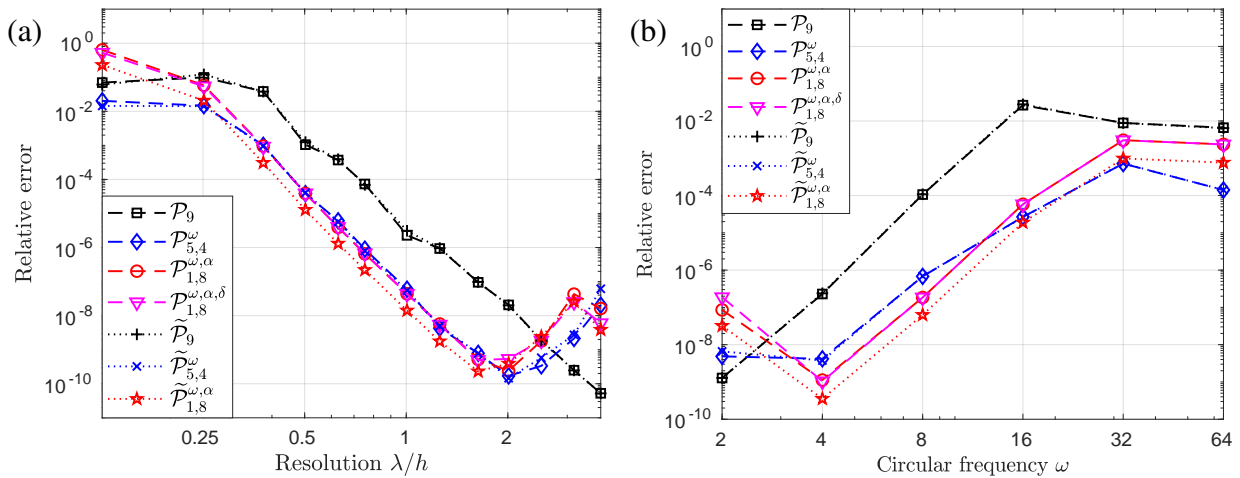 (a)
10^0
10^-2
10^-4
10^-6
10^-8
10^-10
Relative error
P_9
P^ω_5,4
P^ω,α_1,8
P^ω,α,δ_1,8
P̃_9
P̃^ω_5,4
P̃^ω,α_1,8
0.25
0.5
1
2
Resolution λ/h
(b)
10^0
10^-2
10^-4
10^-6
10^-8
10^-10
Relative error
P_9
P^ω_5,4
P^ω,α_1,8
P^ω,α,δ_1,8
P̃_9
P̃^ω_5,4
P̃^ω,α_1,8
2
4
8
16
32
64
Circular frequency ω